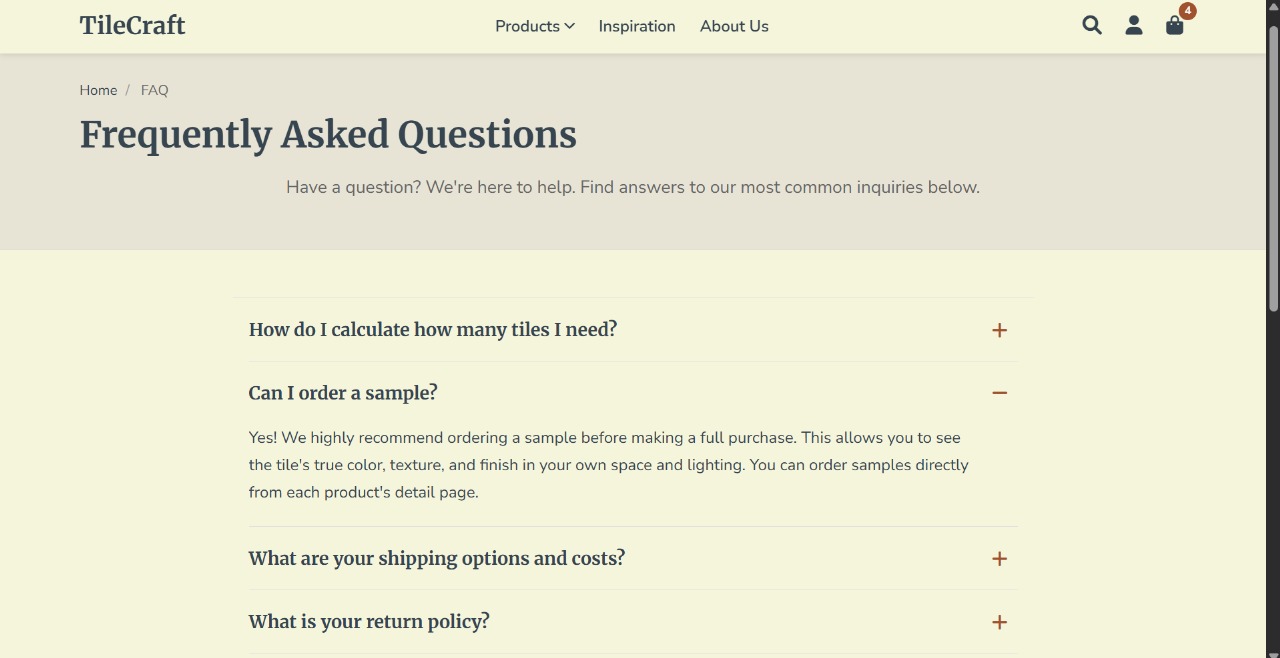 TileCraft
Products
Inspiration
About Us
4
Home / FAQ
Frequently Asked Questions
Have a question? We're here to help. Find answers to our most common inquiries below.
How do I calculate how many tiles I need?
Can I order a sample?
Yes! We highly recommend ordering a sample before making a full purchase. This allows you to see
the tile's true color, texture, and finish in your own space and lighting. You can order samples directly
from each product's detail page.
What are your shipping options and costs?
What is your return policy?